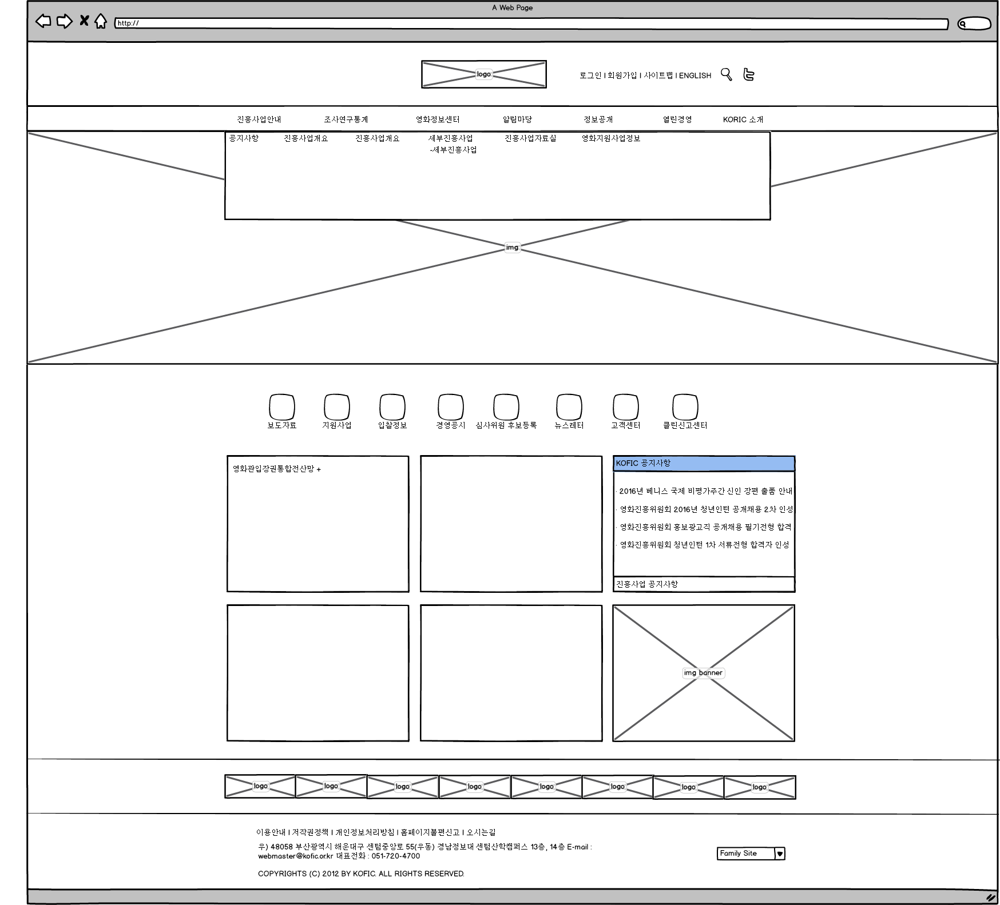 A Web Page
http://
logo
로그인 | 회원가입 | 사이트맵 | ENGLISH
진흥사업안내 조사연구통계 영화정보센터 알림마당 정보공개 열린경영 KORIC 소개
공지사항 진흥사업개요 진흥사업개요 세부진흥사업 진흥사업자료실 영화지원사업정보
-세부진흥사업
img
보도자료 지원사업 입찰정보 경영공시 심사위원 후보등록 뉴스레터 고객센터 클린신고센터
영화관입장권통합전산망 +
KOFIC 공지사항
· 2016년 베니스 국제 비평가주간 신인 장편 출품 안내
· 영화진흥위원회 2016년 청년인턴 공개채용 2차 인성
· 영화진흥위원회 홍보광고직 공개채용 필기전형 합격
· 영화진흥위원회 청년인턴 1차 서류전형 합격자 인성
진흥사업 공지사항
img banner
logo logo logo logo logo logo logo logo
이용안내 | 저작권정책 | 개인정보처리방침 | 홈페이지불편신고 | 오시는길
우) 48058 부산광역시 해운대구 센텀중앙로 55(우동) 경남정보대 센텀산학캠퍼스 13층, 14층 E-mail :
webmaster@kofic.or.kr 대표전화 : 051-720-4700
Family Site
COPYRIGHTS (C) 2012 BY KOFIC. ALL RIGHTS RESERVED.